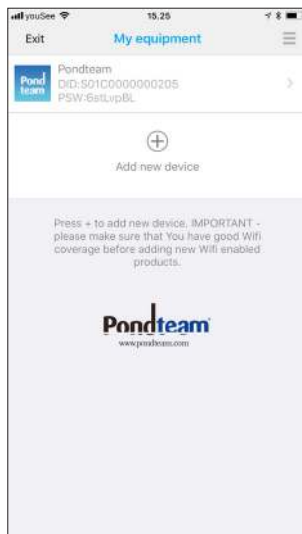 youSee 15.25
Exit My equipment
Pond
team
Pondteam
DID:S01C0000000205
PSW:6stLvpBL
Add new device
Press + to add new device. IMPORTANT -
please make sure that You have good Wifi
coverage before adding new Wifi enabled
products.
Pondteam
www.pondteam.com